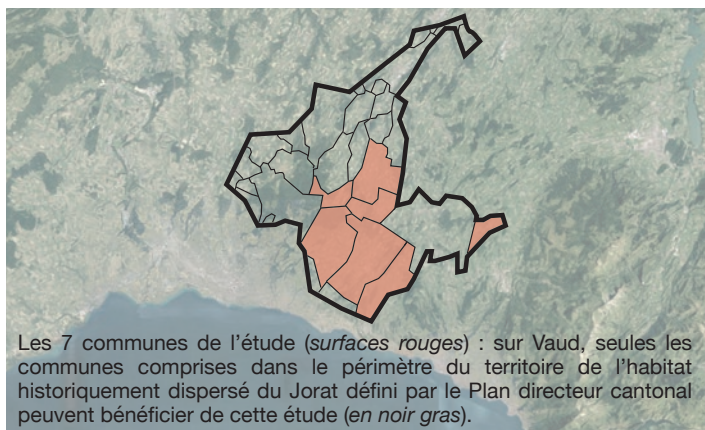 Les 7 communes de l'étude (surfaces rouges) : sur Vaud, seules les
communes comprises dans le périmètre du territoire de l'habitat
historiquement dispersé du Jorat défini par le Plan directeur cantonal
peuvent bénéficier de cette étude (en noir gras).